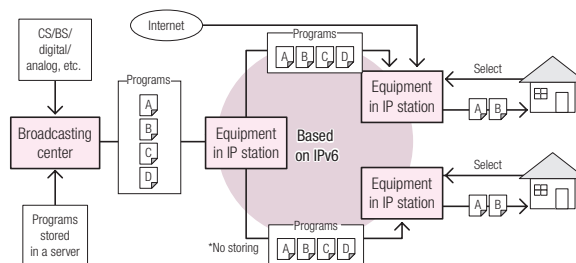 CS/BS/
digital/
analog, etc.
Broadcasting
center
Programs
stored
in a server
Programs
A
B
C
D
Equipment
in IP station
Internet
Programs
A B C D
Based
on IPv6
*No storing
Programs
A B C D
Equipment
in IP station
Select
A B
Equipment
in IP station
Select
A B